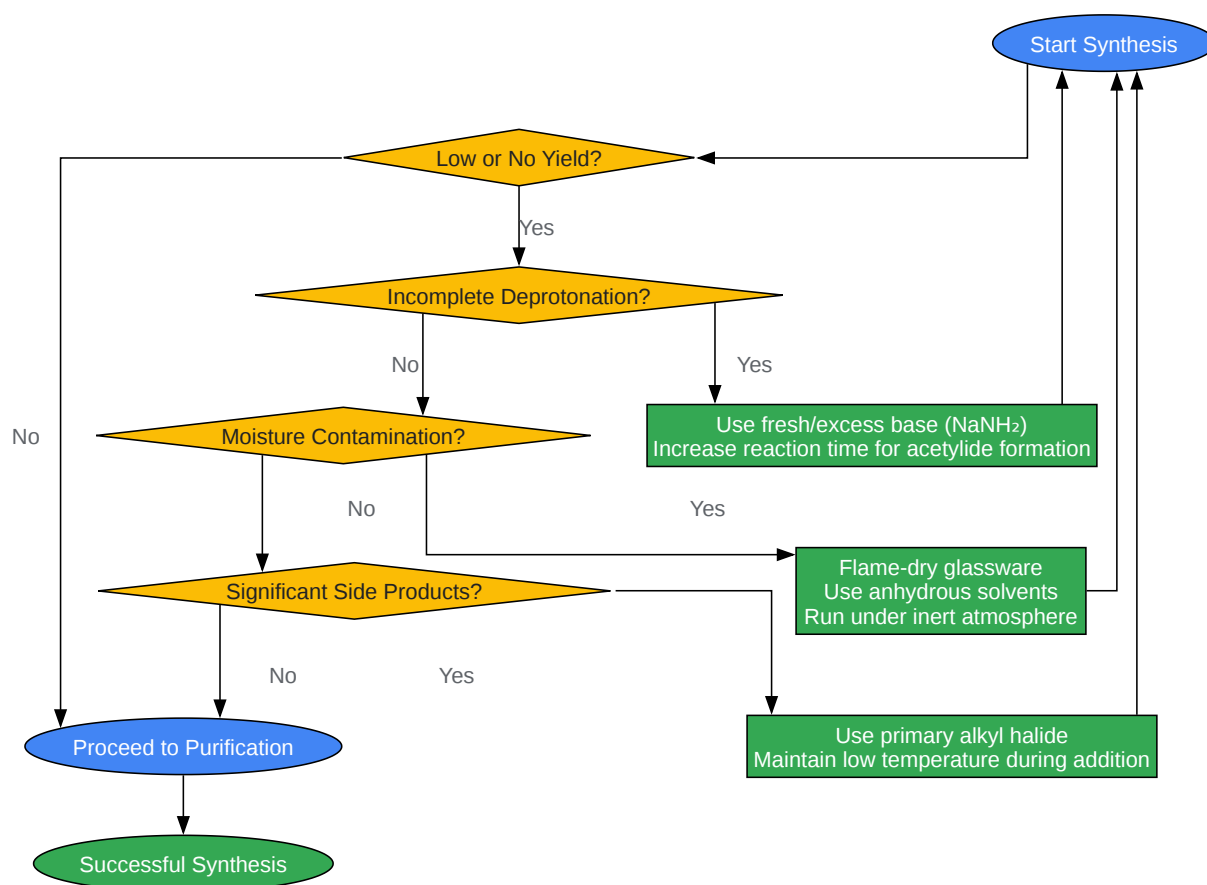 Start Synthesis
Low or No Yield?
Yes
Incomplete Deprotonation?
No
Yes
Use fresh/excess base (NaNH₂)
Increase reaction time for acetylide formation
No
Moisture Contamination?
No
Yes
Flame-dry glassware
Use anhydrous solvents
Run under inert atmosphere
Significant Side Products?
No
Yes
Use primary alkyl halide
Maintain low temperature during addition
Proceed to Purification
Successful Synthesis